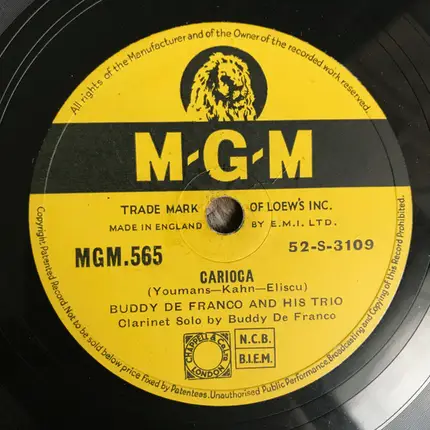 All rights of the Manufacturer and of the Owner of the recorded work reserved.
M-G-M
TRADE MARK OF LOEW'S INC.
MADE IN ENGLAND BY E.M.I. LTD.
MGM.565 52-S-3109
CARIOCA
(Youmans—Kahn—Eliscu)
BUDDY DE FRANCO AND HIS TRIO
Clarinet Solo by Buddy De Franco
CHAPPELL & Co Ltd LONDON
N.C.B.
B.I.E.M.
Copyright, Patented Record. Not to be sold below price fixed by Patentees. Unauthorised Public Performance, Broadcasting and Copying of this Record Prohibited.